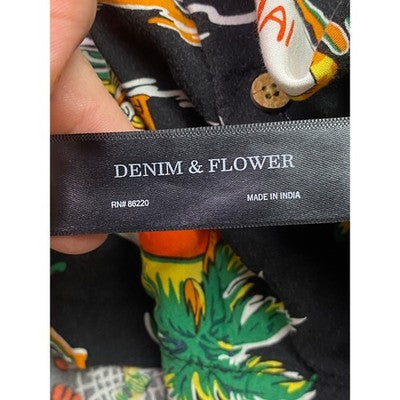 DENIM & FLOWER
RN# 86220
MADE IN INDIA